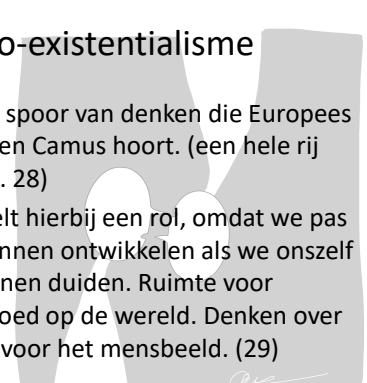 o-existentialisme
spoor van denken die Europees
en Camus hoort. (een hele rij
. 28)
elt hierbij een rol, omdat we pas
nnen ontwikkelen als we onszelf
nen duiden. Ruimte voor
oed op de wereld. Denken over
voor het mensbeeld. (29)